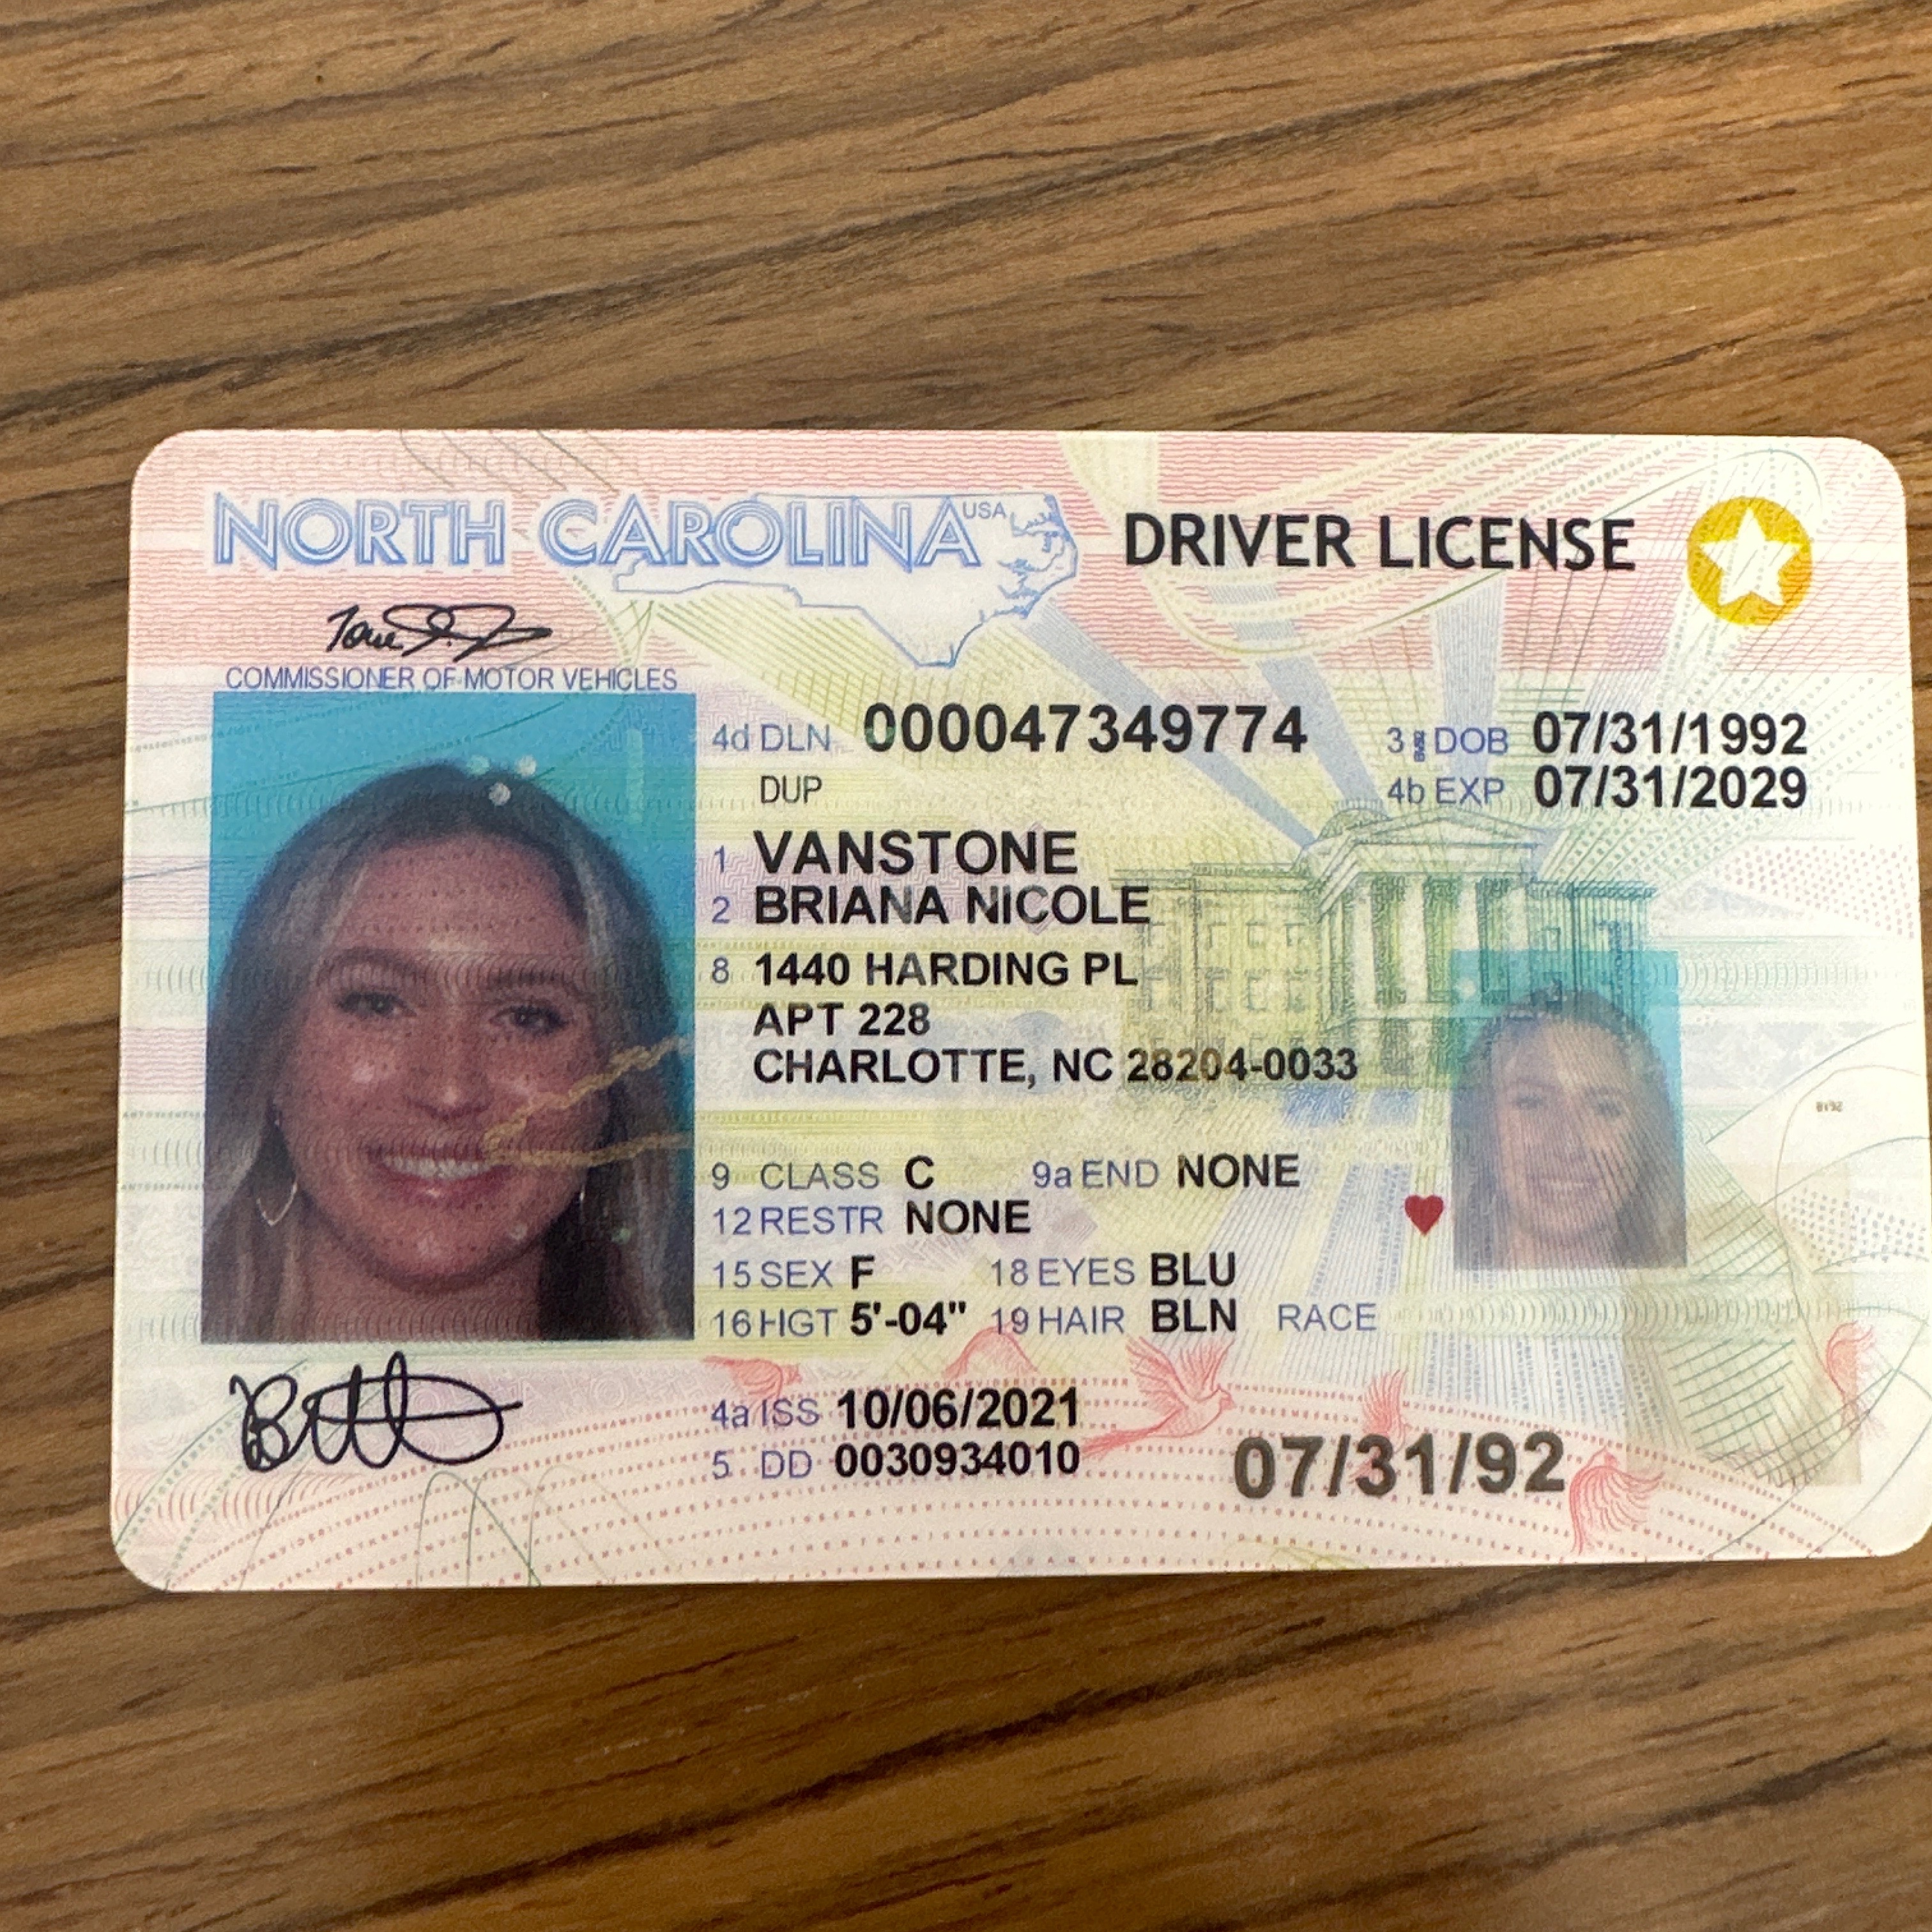 NORTH CAROLINA USA DRIVER LICENSE
COMMISSIONER OF MOTOR VEHICLES
4d DLN 000047349774 3 DOB 07/31/1992
DUP 4b EXP 07/31/2029
1 VANSTONE
2 BRIANA NICOLE
8 1440 HARDING PL
APT 228
CHARLOTTE, NC 28204-0033
9 CLASS C 9a END NONE
12 RESTR NONE
15 SEX F 18 EYES BLU
16 HGT 5'-04" 19 HAIR BLN RACE
4a ISS 10/06/2021
5 DD 0030934010
07/31/92